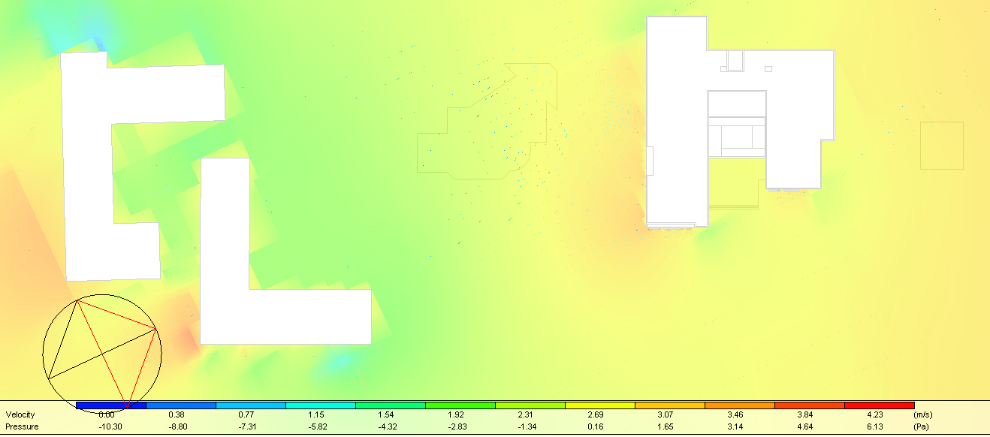 Velocity 0.00 0.38 0.77 1.15 1.54 1.92 2.31 2.69 3.07 3.46 3.84 4.23 (m/s)
Pressure -10.30 -8.80 -7.31 -5.82 -4.32 -2.83 -1.34 0.16 1.65 3.14 4.64 6.13 (Pa)